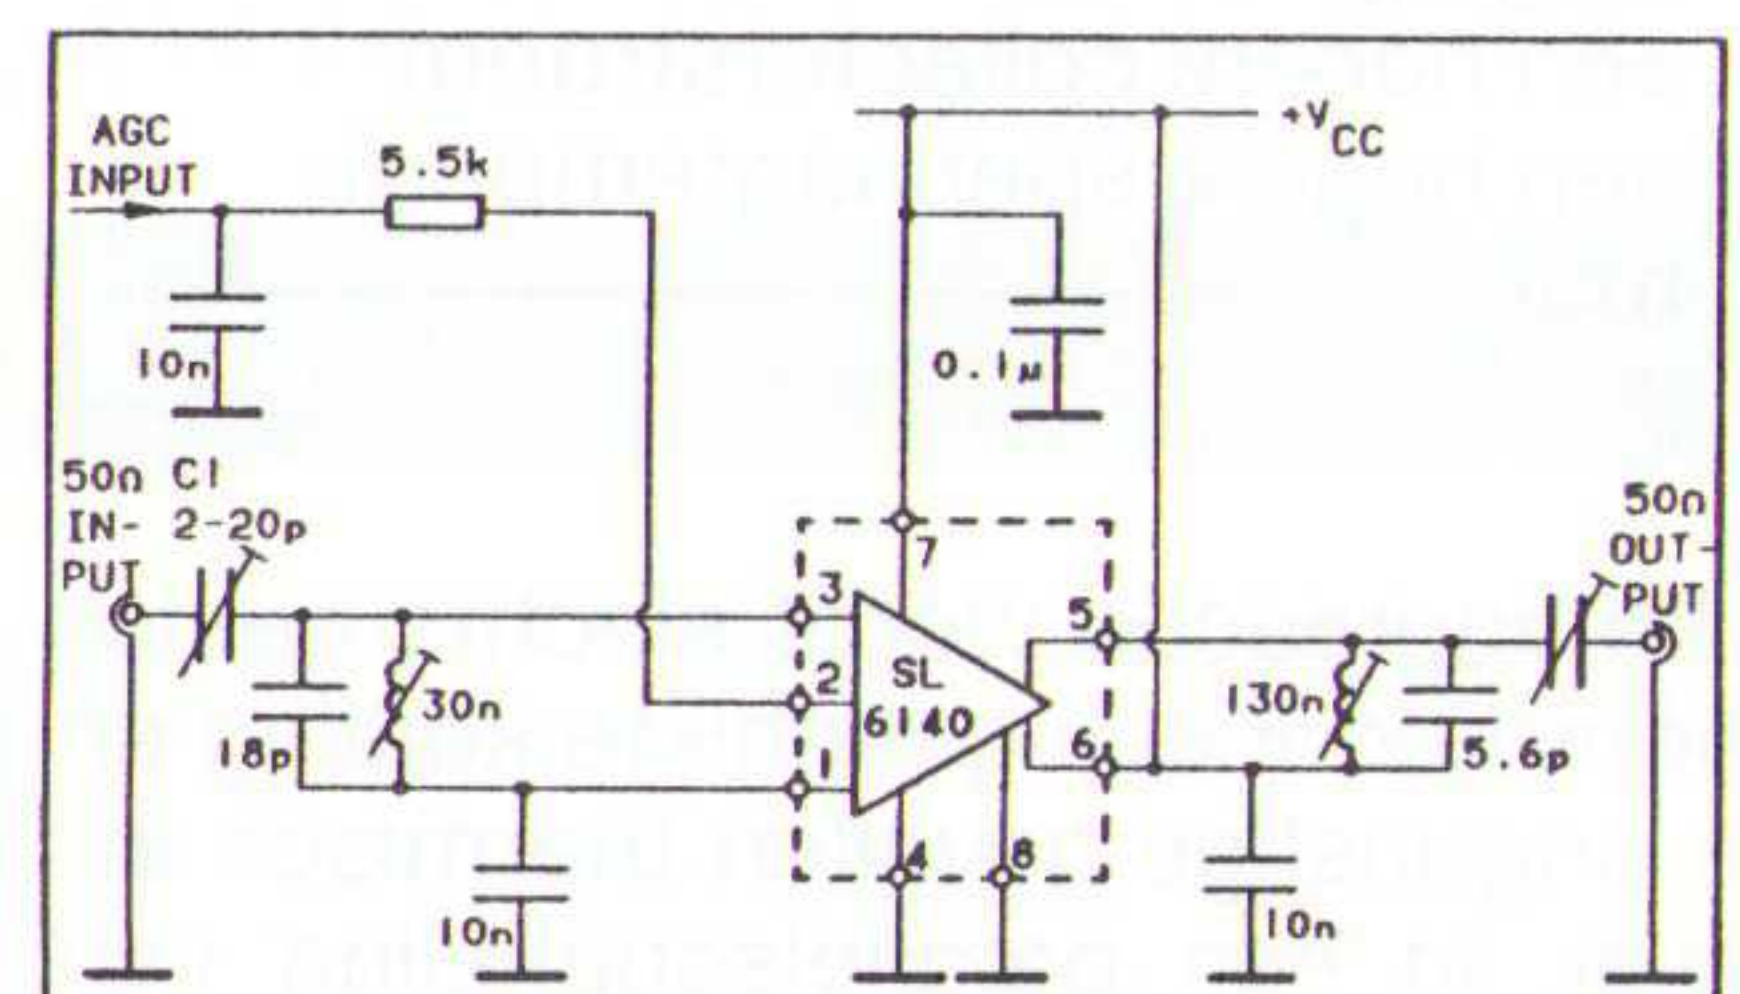 AGC
INPUT
5.5k
+VCC
10n
0.1µ
50Ω
IN-
PUT
C1
2-20p
18p
30n
10n
3
2
1
7
SL
6140
4
8
5
6
130n
5.6p
10n
50Ω
OUT-
PUT